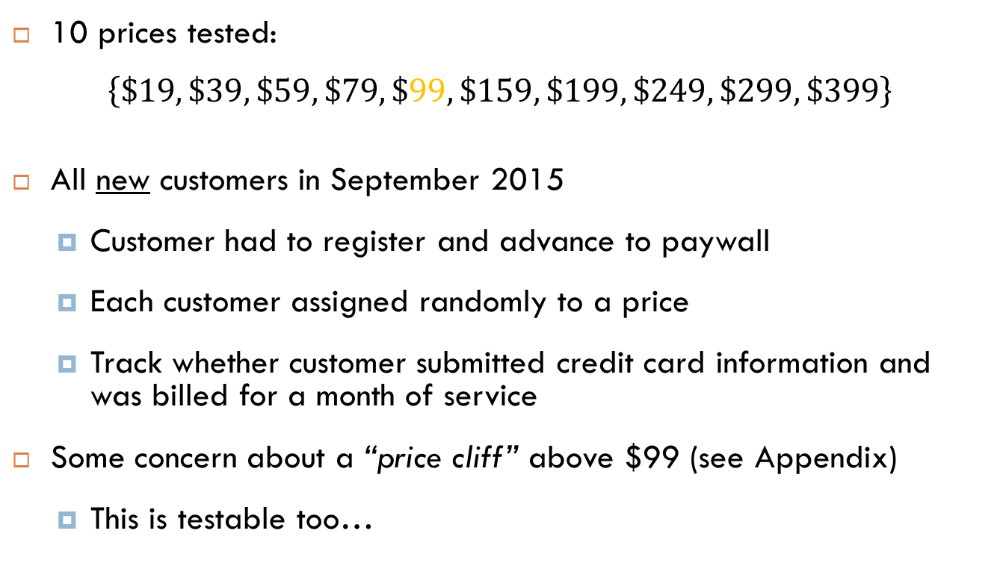 10 prices tested:
{$19, $39, $59, $79, $99, $159, $199, $249, $299, $399}
All new customers in September 2015
Customer had to register and advance to paywall
Each customer assigned randomly to a price
Track whether customer submitted credit card information and
was billed for a month of service
Some concern about a “price cliff” above $99 (see Appendix)
This is testable too…